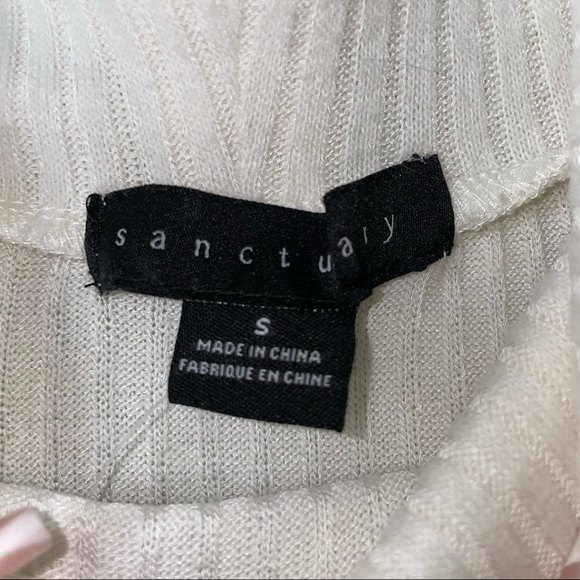 sanctuary
S
MADE IN CHINA
FABRIQUE EN CHINE